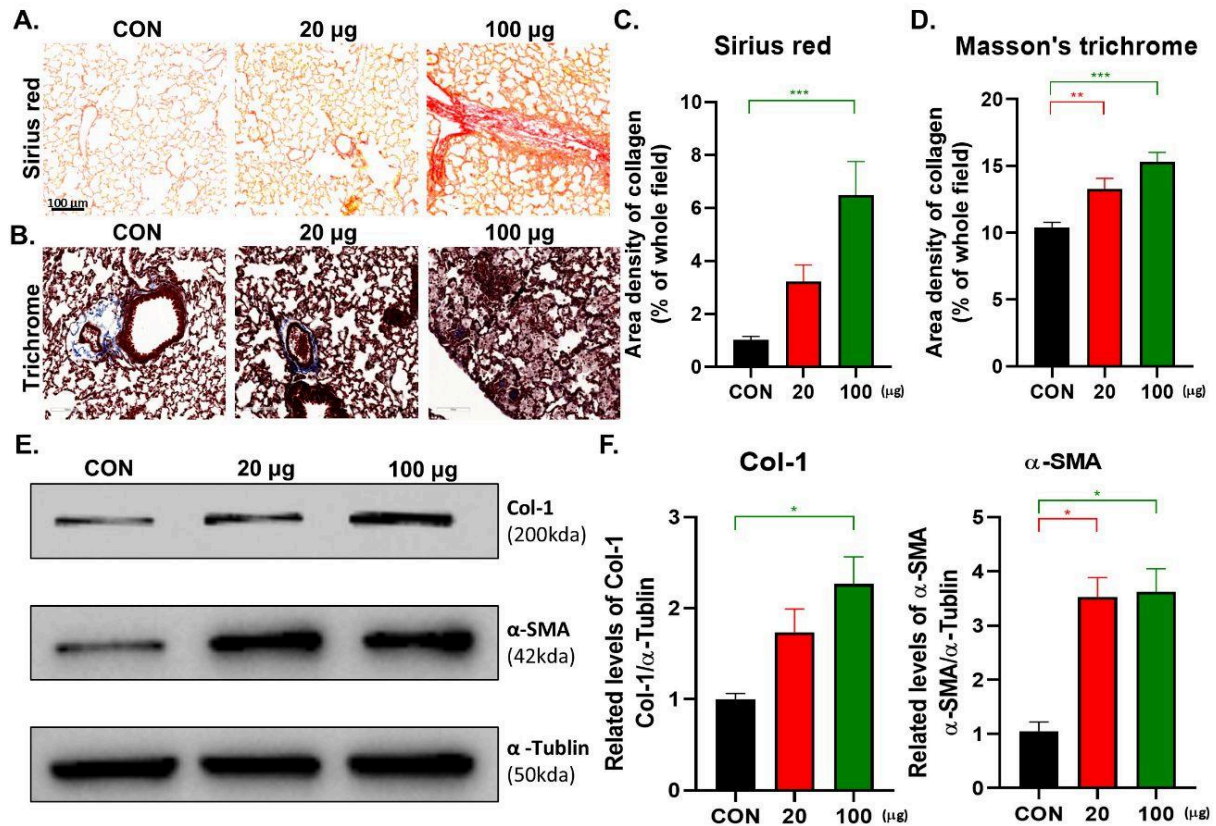 A.
CON
20 µg
100 µg
Sirius red
100 µm
B.
CON
20 µg
100 µg
Trichrome
C.
Sirius red
***
Area density of collagen
(% of whole field)
10
8
6
4
2
0
CON
20
100
(µg)
D.
Masson's trichrome
***
**
Area density of collagen
(% of whole field)
20
15
10
5
0
CON
20
100
(µg)
E.
CON
20 µg
100 µg
Col-1
(200kda)
α-SMA
(42kda)
α -Tublin
(50kda)
F.
Col-1
*
Related levels of Col-1
Col-1/α-Tublin
3
2
1
0
CON
20
100
(µg)
α-SMA
*
*
Related levels of α-SMA
α-SMA/α-Tublin
5
4
3
2
1
0
CON
20
100
(µg)